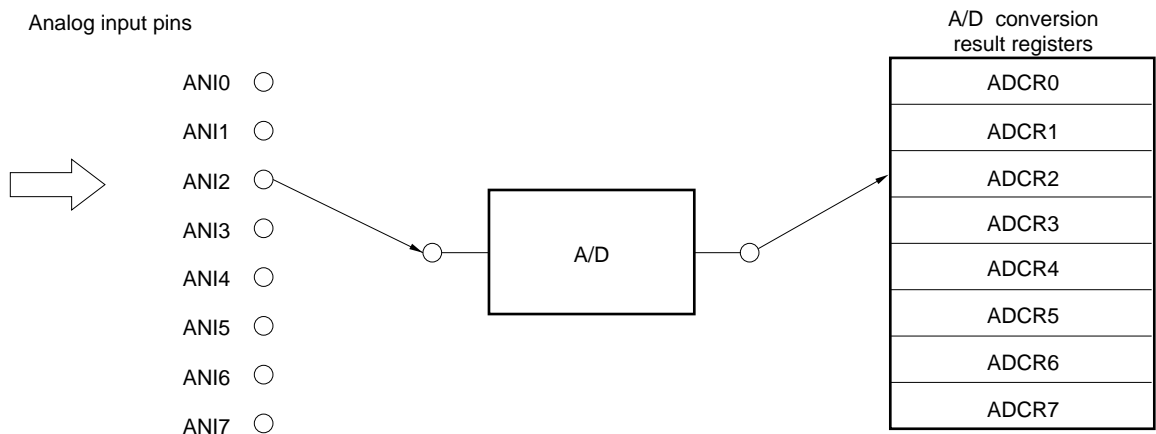 Analog input pins
A/D conversion
result registers
ANI0
ANI1
ANI2
ANI3
ANI4
ANI5
ANI6
ANI7
A/D
ADCR0
ADCR1
ADCR2
ADCR3
ADCR4
ADCR5
ADCR6
ADCR7